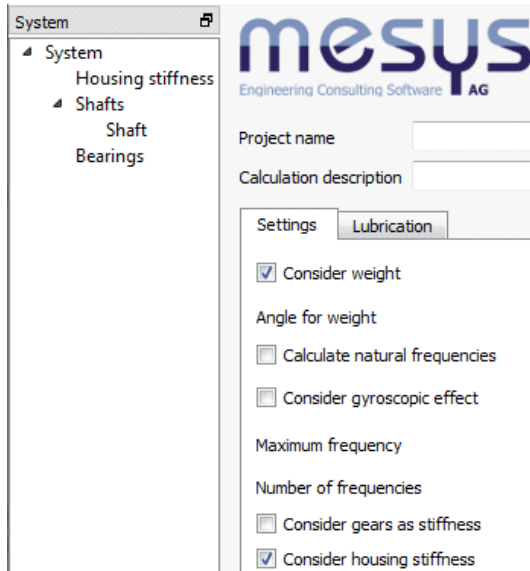 System
System
Housing stiffness
Shafts
Shaft
Bearings
mesys
Engineering Consulting Software AG
Project name
Calculation description
Settings
Lubrication
Consider weight
Angle for weight
Calculate natural frequencies
Consider gyroscopic effect
Maximum frequency
Number of frequencies
Consider gears as stiffness
Consider housing stiffness